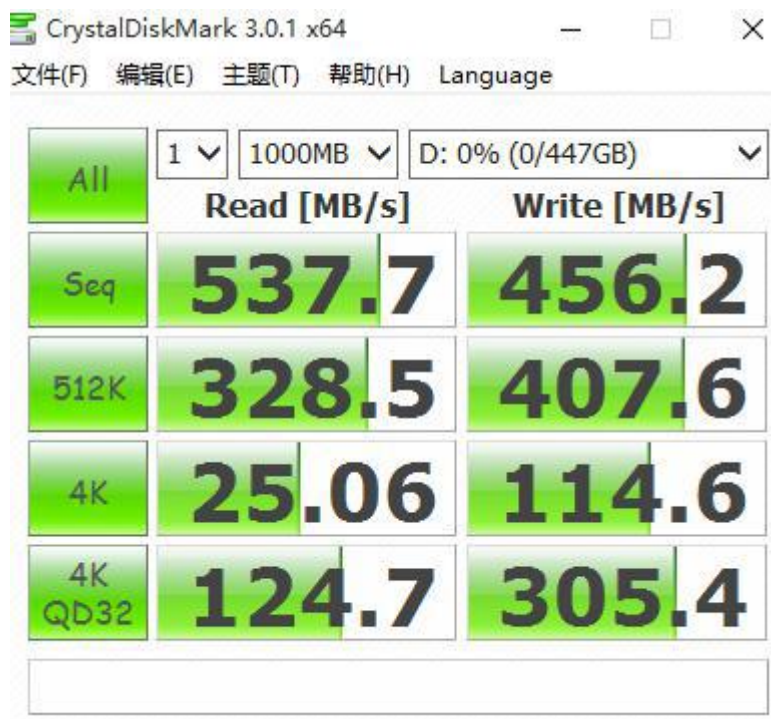 CrystalDiskMark 3.0.1 x64
文件(F) 编辑(E) 主题(T) 帮助(H) Language
All 1 1000MB D: 0% (0/447GB)
Read [MB/s] Write [MB/s]
Seq 537.7 456.2
512K 328.5 407.6
4K 25.06 114.6
4K QD32 124.7 305.4